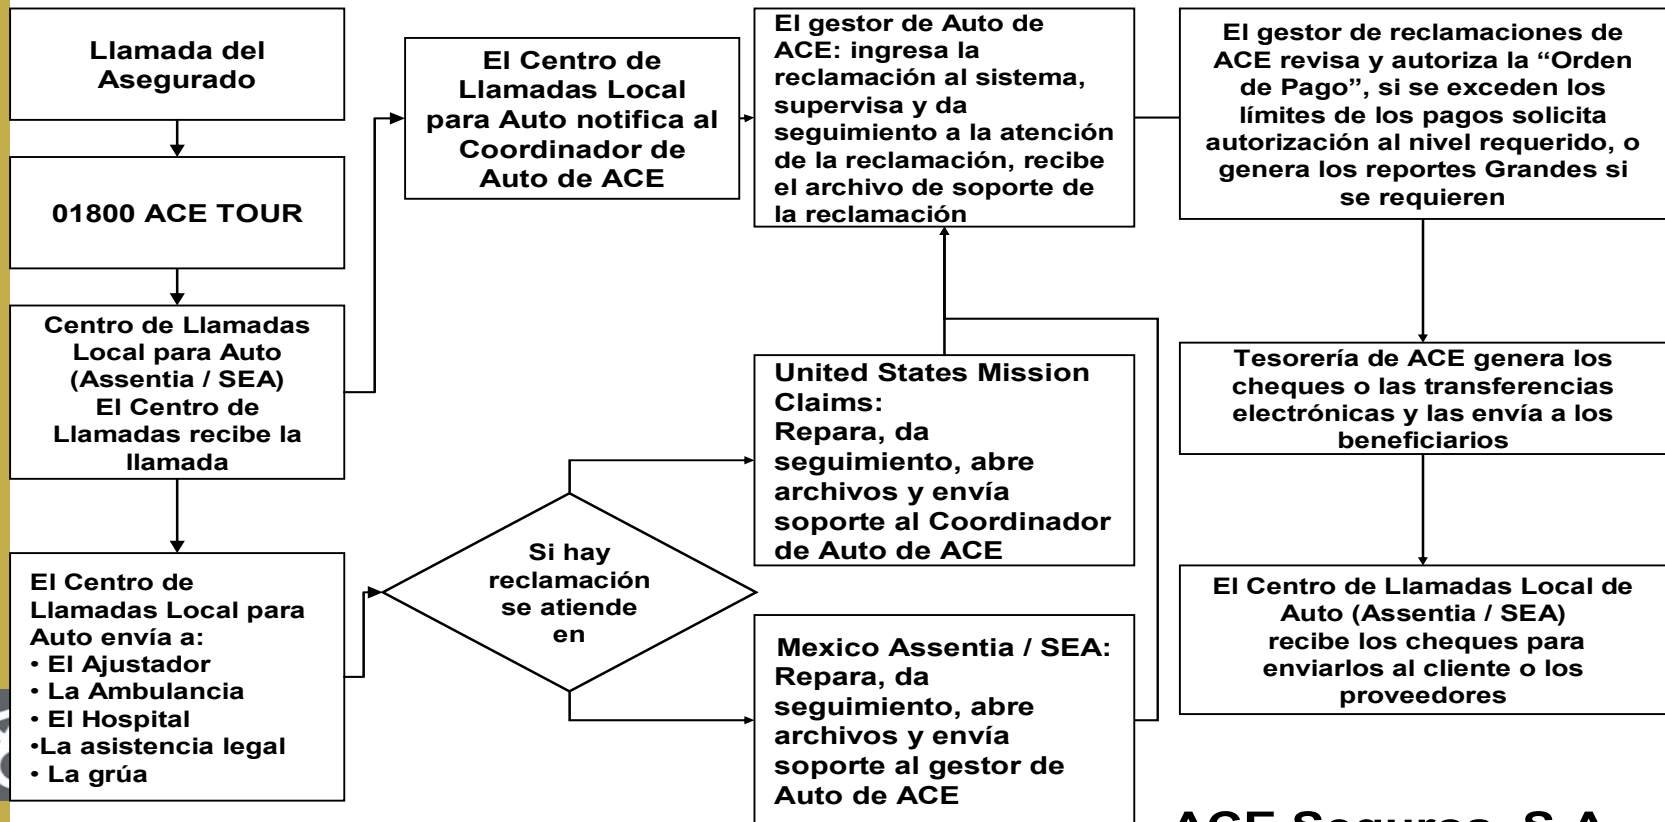 Llamada del
Asegurado
01800 ACE TOUR
Centro de Llamadas
Local para Auto
(Assentia / SEA)
El Centro de
Llamadas recibe la
llamada
El Centro de
Llamadas Local para
Auto envía a:
• El Ajustador
• La Ambulancia
• El Hospital
•La asistencia legal
• La grúa
El Centro de
Llamadas Local
para Auto notifica al
Coordinador de
Auto de ACE
Si hay
reclamación
se atiende
en
El gestor de Auto de
ACE: ingresa la
reclamación al sistema,
supervisa y da
seguimiento a la atención
de la reclamación, recibe
el archivo de soporte de
la reclamación
United States Mission
Claims:
Repara, da
seguimiento, abre
archivos y envía
soporte al Coordinador
de Auto de ACE
Mexico Assentia / SEA:
Repara, da
seguimiento, abre
archivos y envía
soporte al gestor de
Auto de ACE
El gestor de reclamaciones de
ACE revisa y autoriza la “Orden
de Pago”, si se exceden los
límites de los pagos solicita
autorización al nivel requerido, o
genera los reportes Grandes si
se requieren
Tesorería de ACE genera los
cheques o las transferencias
electrónicas y las envía a los
beneficiarios
El Centro de Llamadas Local de
Auto (Assentia / SEA)
recibe los cheques para
enviarlos al cliente o los
proveedores
ACE Seguros, S.A.